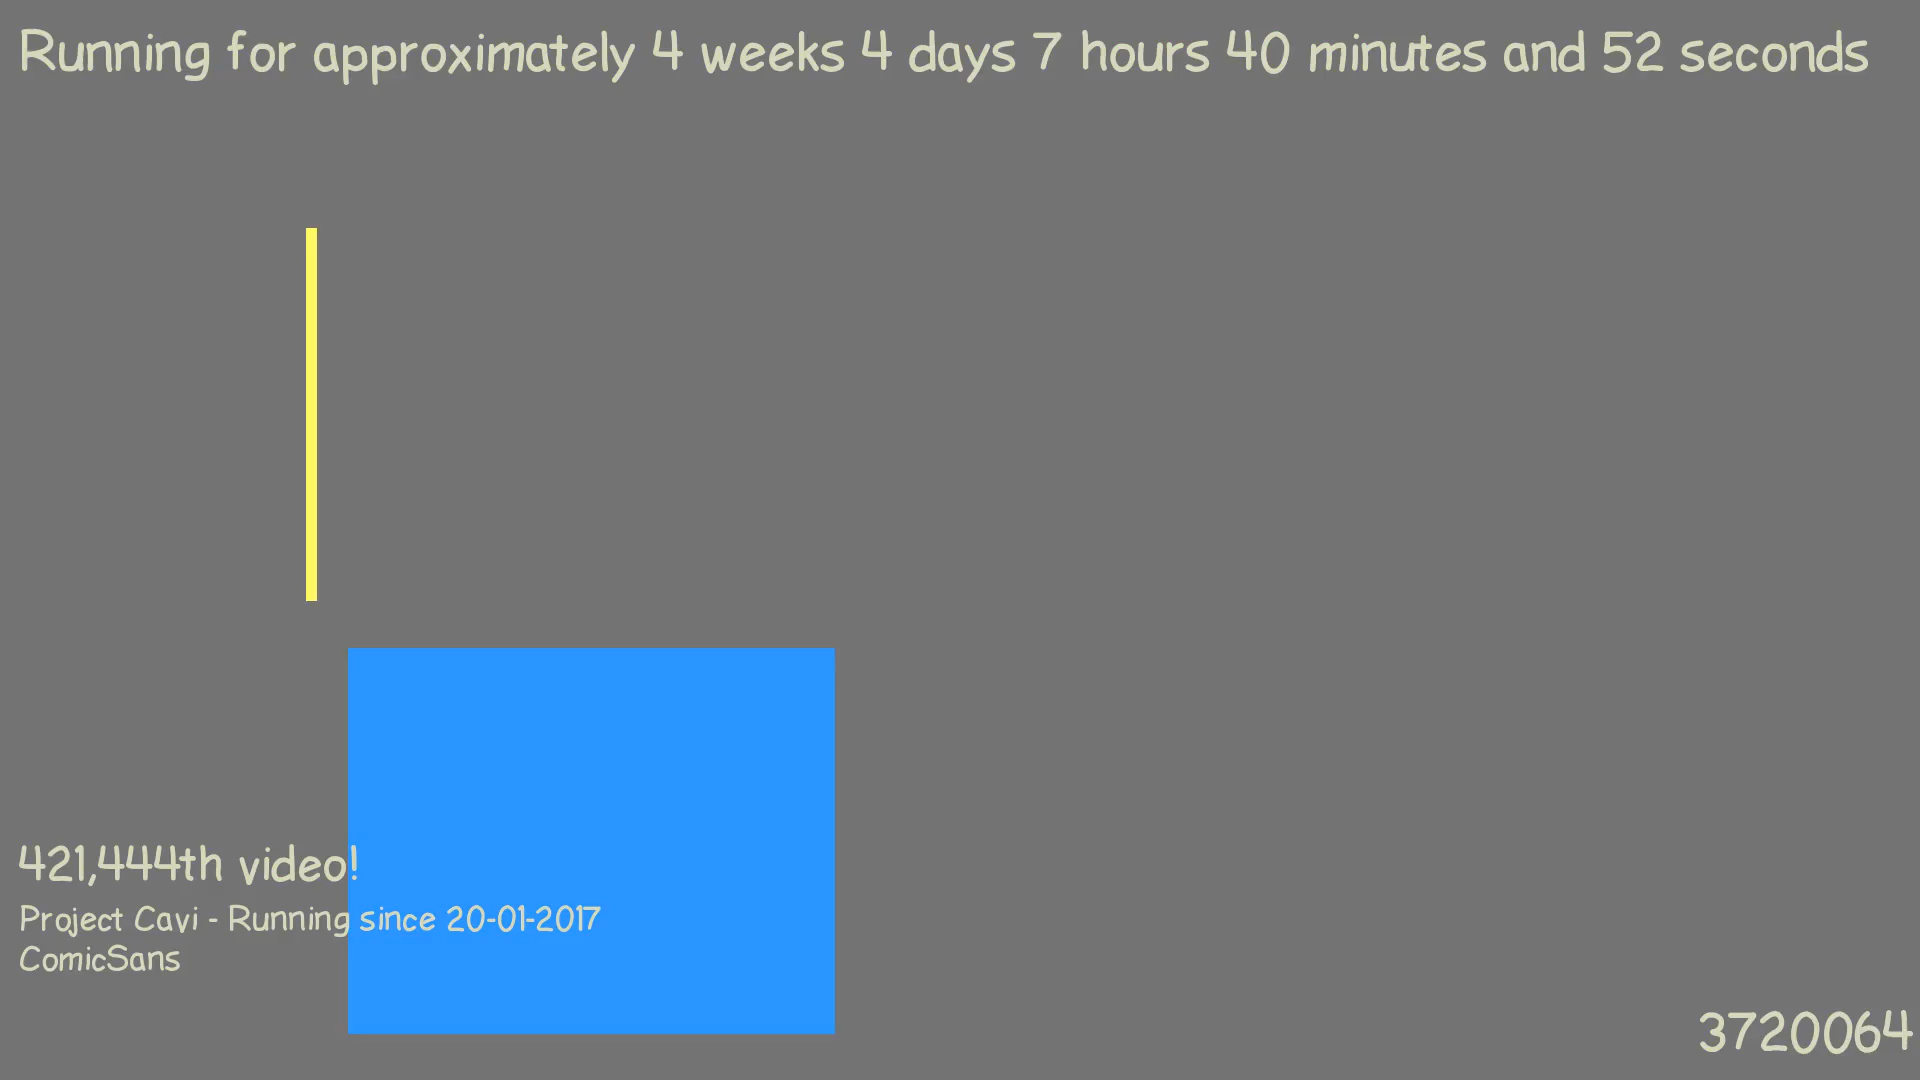 Running for approximately 4 weeks 4 days 7 hours 40 minutes and 52 seconds
421,444th video!
Project Cavi - Running since 20-01-2017
ComicSans
3720064